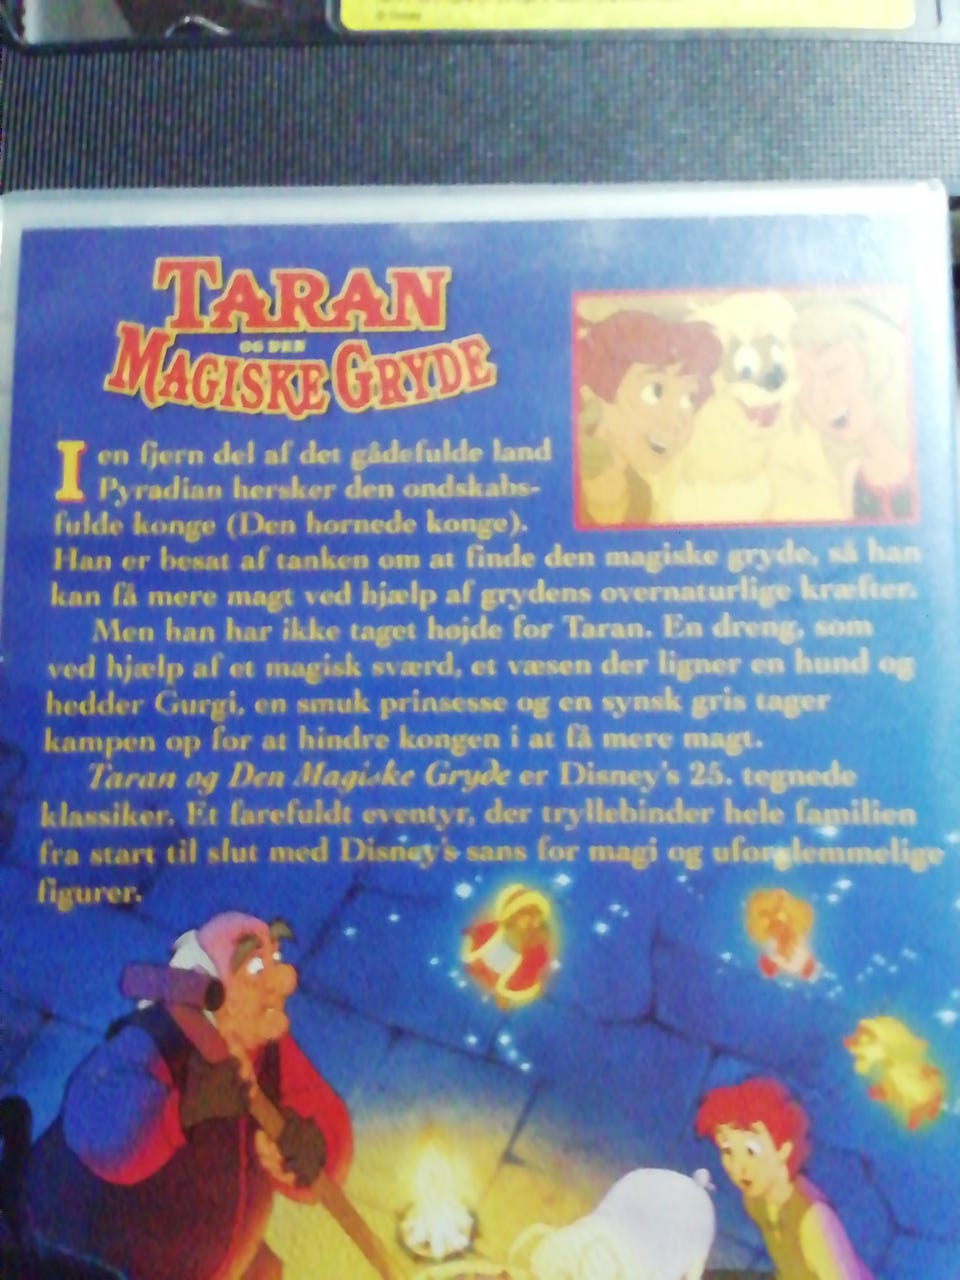 © Disney
TARAN
OG DEN
MAGISKE GRYDE
I en fjern del af det gådefulde land
Pyradian hersker den ondskabs-
fulde konge (Den hornede konge).
Han er besat af tanken om at finde den magiske gryde, så han
kan få mere magt ved hjælp af grydens overnaturlige kræfter.
Men han har ikke taget højde for Taran. En dreng, som
ved hjælp af et magisk sværd, et væsen der ligner en hund og
hedder Gurgi, en smuk prinsesse og en synsk gris tager
kampen op for at hindre kongen i at få mere magt.
Taran og Den Magiske Gryde er Disney's 25. tegnede
klassiker. Et farefuldt eventyr, der tryllebinder hele familien
fra start til slut med Disney's sans for magi og uforglemmelige
figurer.